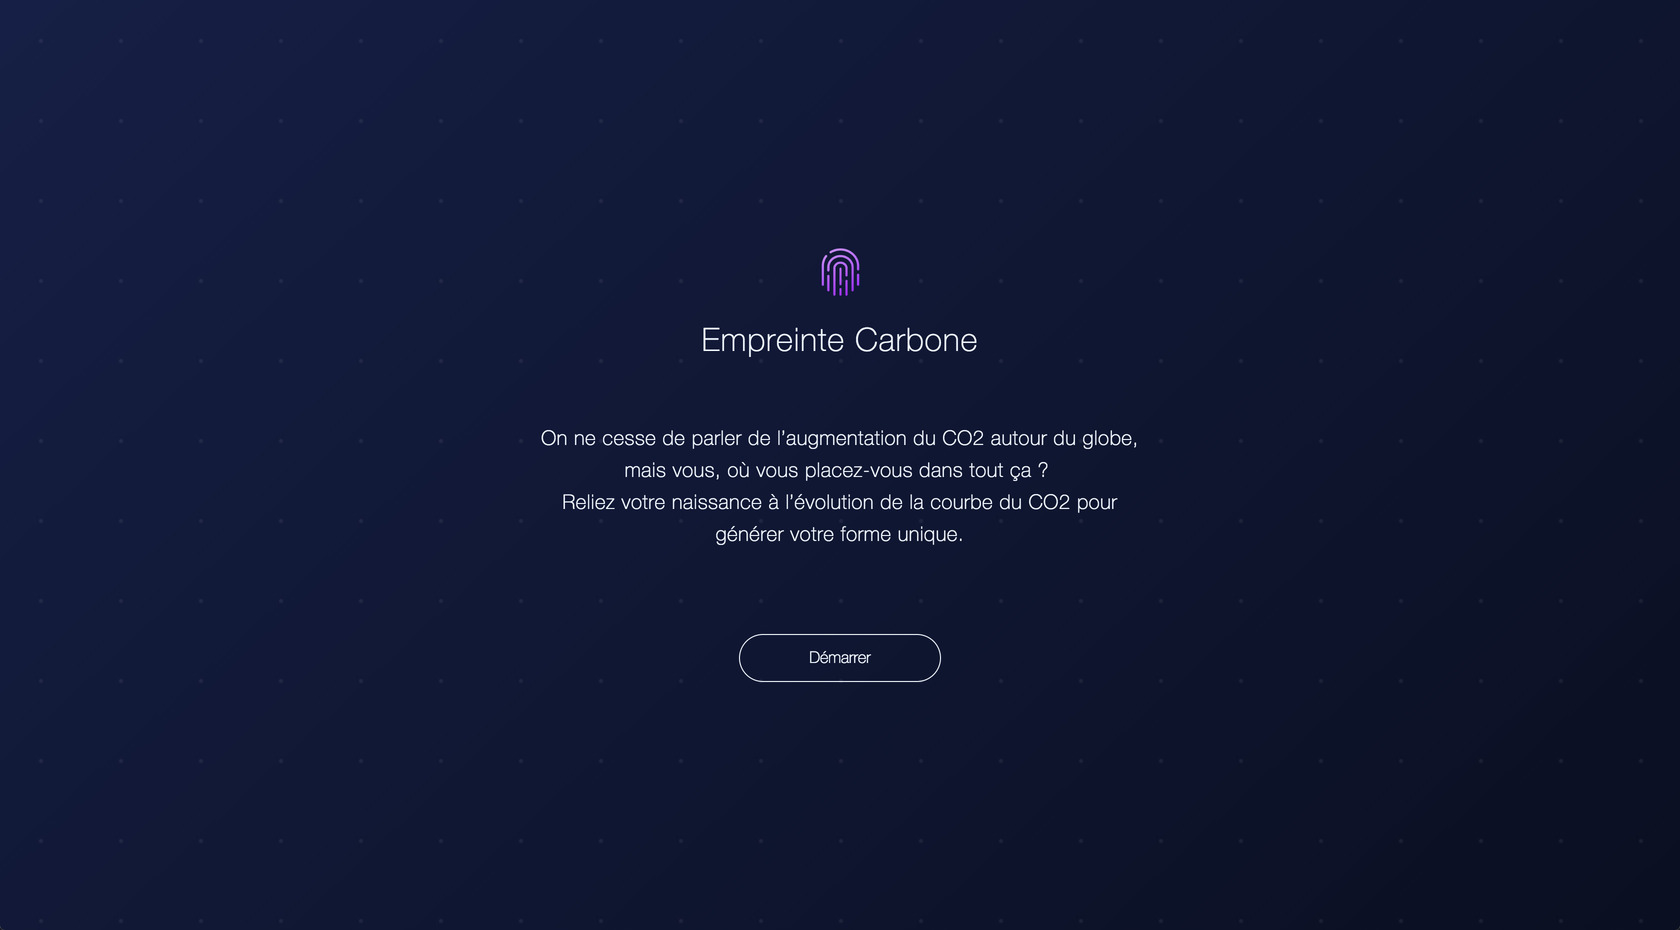 Empreinte Carbone
On ne cesse de parler de l'augmentation du CO2 autour du globe,
mais vous, où vous placez-vous dans tout ça ?
Reliez votre naissance à l'évolution de la courbe du CO2 pour
générer votre forme unique.
Démarrer